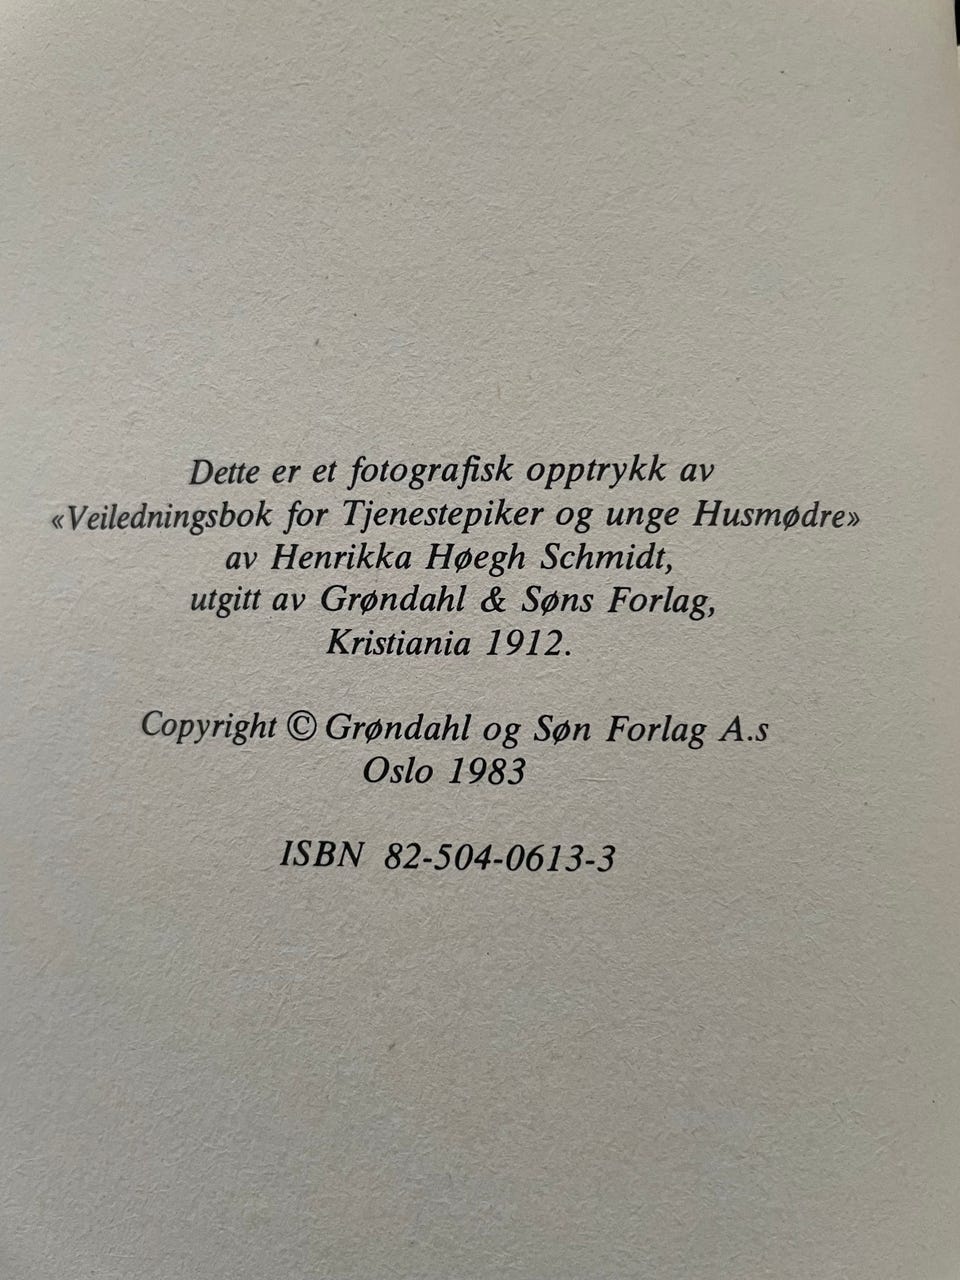 Dette er et fotografisk opptrykk av
«Veiledningsbok for Tjenestepiker og unge Husmødre»
av Henrikka Høegh Schmidt,
utgitt av Grøndahl & Søns Forlag,
Kristiania 1912.
Copyright © Grøndahl og Søn Forlag A.s
Oslo 1983
ISBN 82-504-0613-3